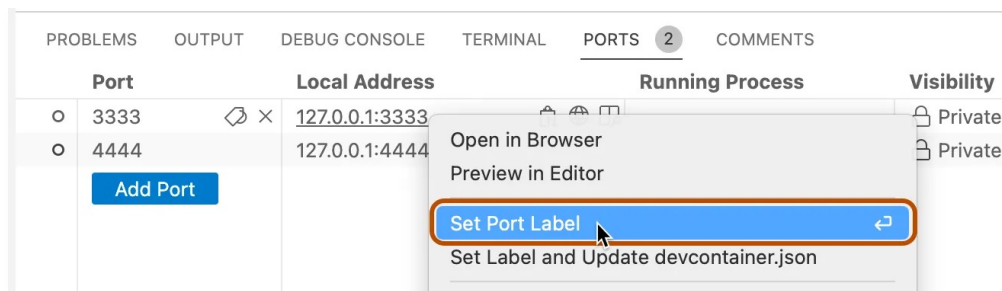 PROBLEMS OUTPUT DEBUG CONSOLE TERMINAL PORTS 2 COMMENTS
Port Local Address Running Process Visibility
3333 127.0.0.1:3333 Private
4444 127.0.0.1:4444 Private
Add Port
Open in Browser
Preview in Editor
Set Port Label
Set Label and Update devcontainer.json